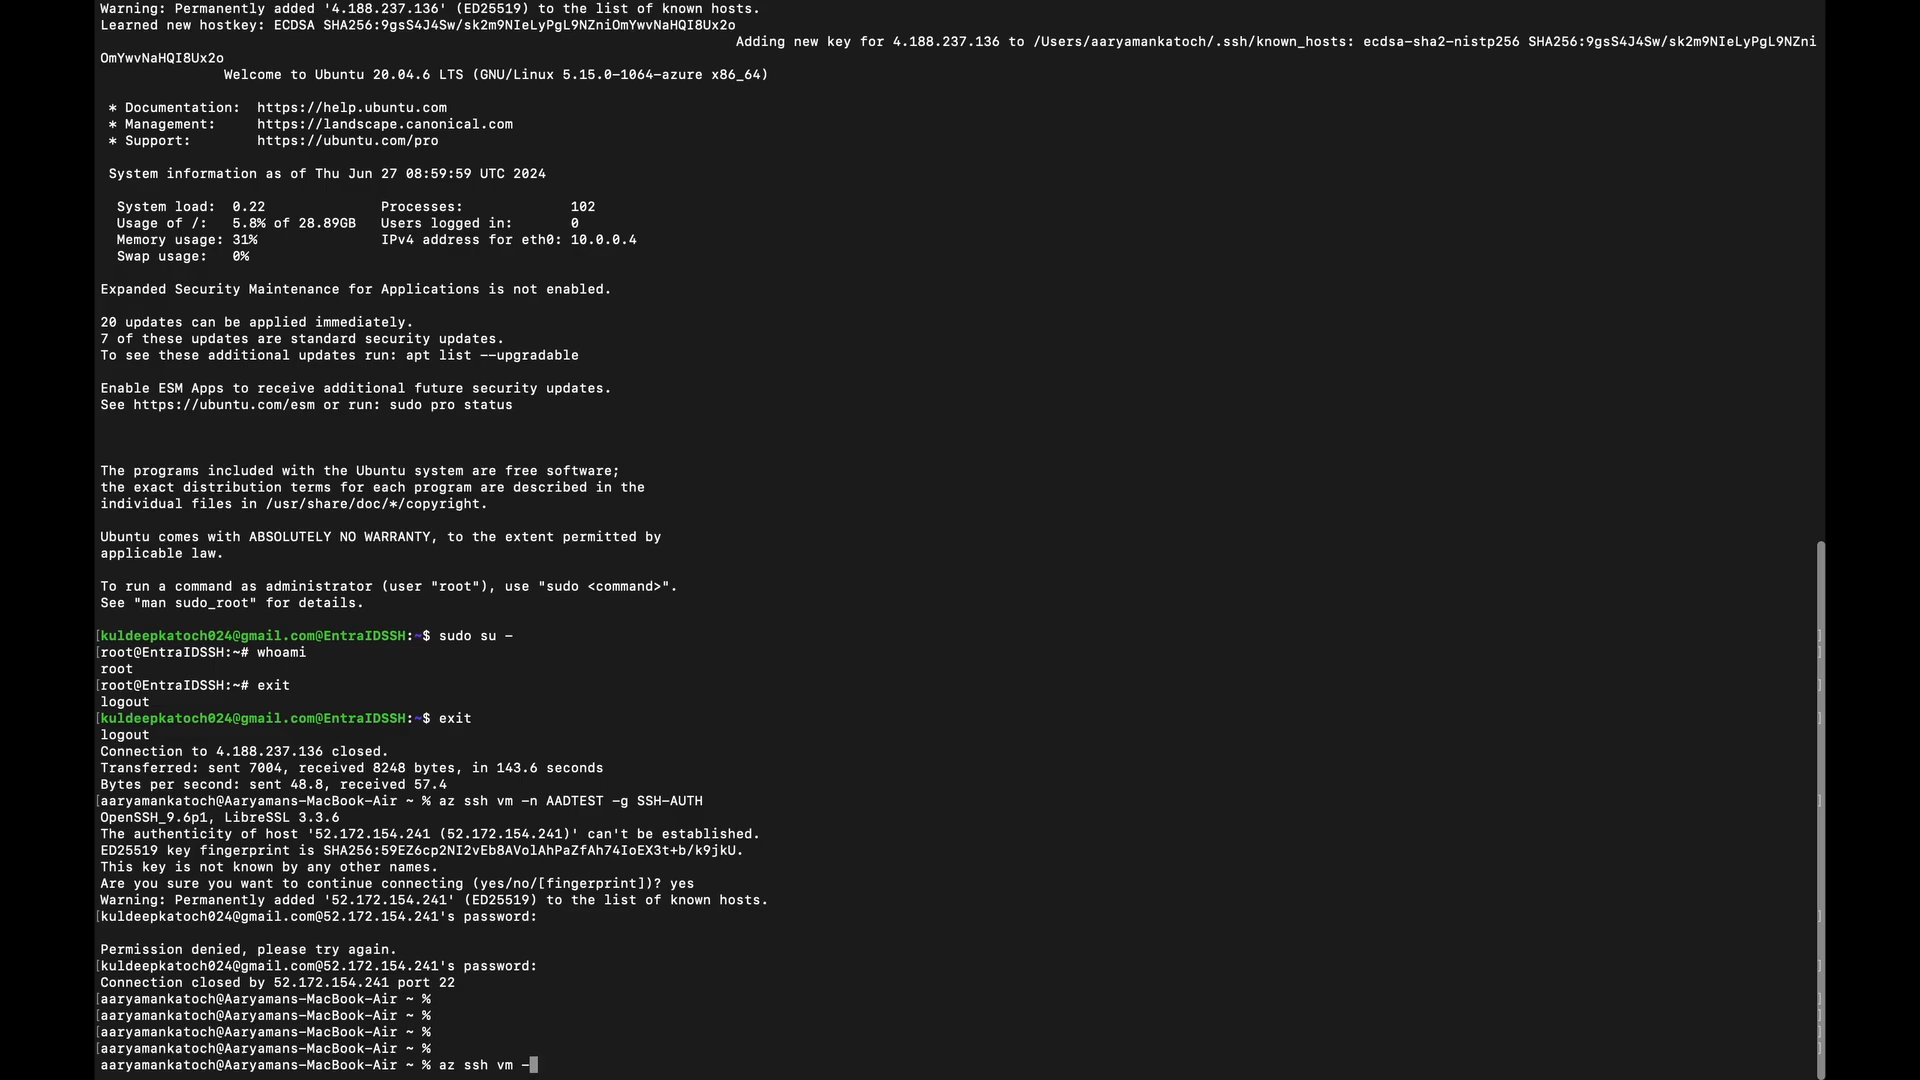 Warning: Permanently added '4.188.237.136' (ED25519) to the list of known hosts.
Learned new hostkey: ECDSA SHA256:9gsS4J4Sw/sk2m9NIeLyPgL9NZniOmYwvNaHQI8Ux2o
Adding new key for 4.188.237.136 to /Users/aaryamankatoch/.ssh/known_hosts: ecdsa-sha2-nistp256 SHA256:9gsS4J4Sw/sk2m9NIeLyPgL9NZni
OmYwvNaHQI8Ux2o
Welcome to Ubuntu 20.04.6 LTS (GNU/Linux 5.15.0-1064-azure x86_64)
* Documentation:  https://help.ubuntu.com
* Management:     https://landscape.canonical.com
* Support:        https://ubuntu.com/pro
System information as of Thu Jun 27 08:59:59 UTC 2024
System load:  0.22               Processes:             102
Usage of /:   5.8% of 28.89GB   Users logged in:       0
Memory usage: 31%               IPv4 address for eth0: 10.0.0.4
Swap usage:   0%
Expanded Security Maintenance for Applications is not enabled.
20 updates can be applied immediately.
7 of these updates are standard security updates.
To see these additional updates run: apt list --upgradable
Enable ESM Apps to receive additional future security updates.
See https://ubuntu.com/esm or run: sudo pro status
The programs included with the Ubuntu system are free software;
the exact distribution terms for each program are described in the
individual files in /usr/share/doc/*/copyright.
Ubuntu comes with ABSOLUTELY NO WARRANTY, to the extent permitted by
applicable law.
To run a command as administrator (user "root"), use "sudo <command>".
See "man sudo_root" for details.
[kuldeepkatoch024@gmail.com@EntraIDSSH:~$ sudo su -
[root@EntraIDSSH:~# whoami
root
[root@EntraIDSSH:~# exit
logout
[kuldeepkatoch024@gmail.com@EntraIDSSH:~$ exit
logout
Connection to 4.188.237.136 closed.
Transferred: sent 7004, received 8248 bytes, in 143.6 seconds
Bytes per second: sent 48.8, received 57.4
[aaryamankatoch@Aaryamans-MacBook-Air ~ % az ssh vm -n AADTEST -g SSH-AUTH
OpenSSH_9.6p1, LibreSSL 3.3.6
The authenticity of host '52.172.154.241 (52.172.154.241)' can't be established.
ED25519 key fingerprint is SHA256:59EZ6cp2NI2vEb8AVolAhPaZfAh74IoEX3t+b/k9jkU.
This key is not known by any other names.
Are you sure you want to continue connecting (yes/no/[fingerprint])? yes
Warning: Permanently added '52.172.154.241' (ED25519) to the list of known hosts.
[kuldeepkatoch024@gmail.com@52.172.154.241's password:
Permission denied, please try again.
[kuldeepkatoch024@gmail.com@52.172.154.241's password:
Connection closed by 52.172.154.241 port 22
[aaryamankatoch@Aaryamans-MacBook-Air ~ %
[aaryamankatoch@Aaryamans-MacBook-Air ~ %
[aaryamankatoch@Aaryamans-MacBook-Air ~ %
[aaryamankatoch@Aaryamans-MacBook-Air ~ %
aaryamankatoch@Aaryamans-MacBook-Air ~ % az ssh vm -